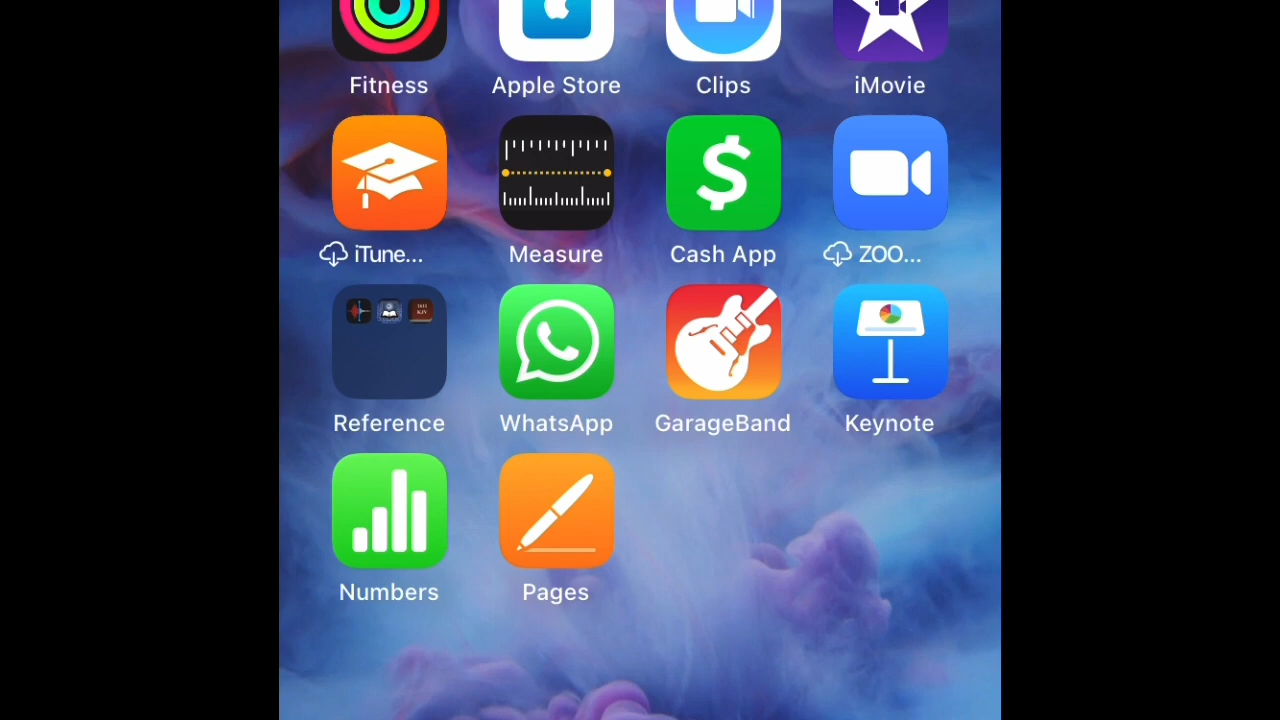 Fitness Apple Store Clips iMovie
iTune... Measure Cash App ZOO...
Reference WhatsApp GarageBand Keynote
Numbers Pages